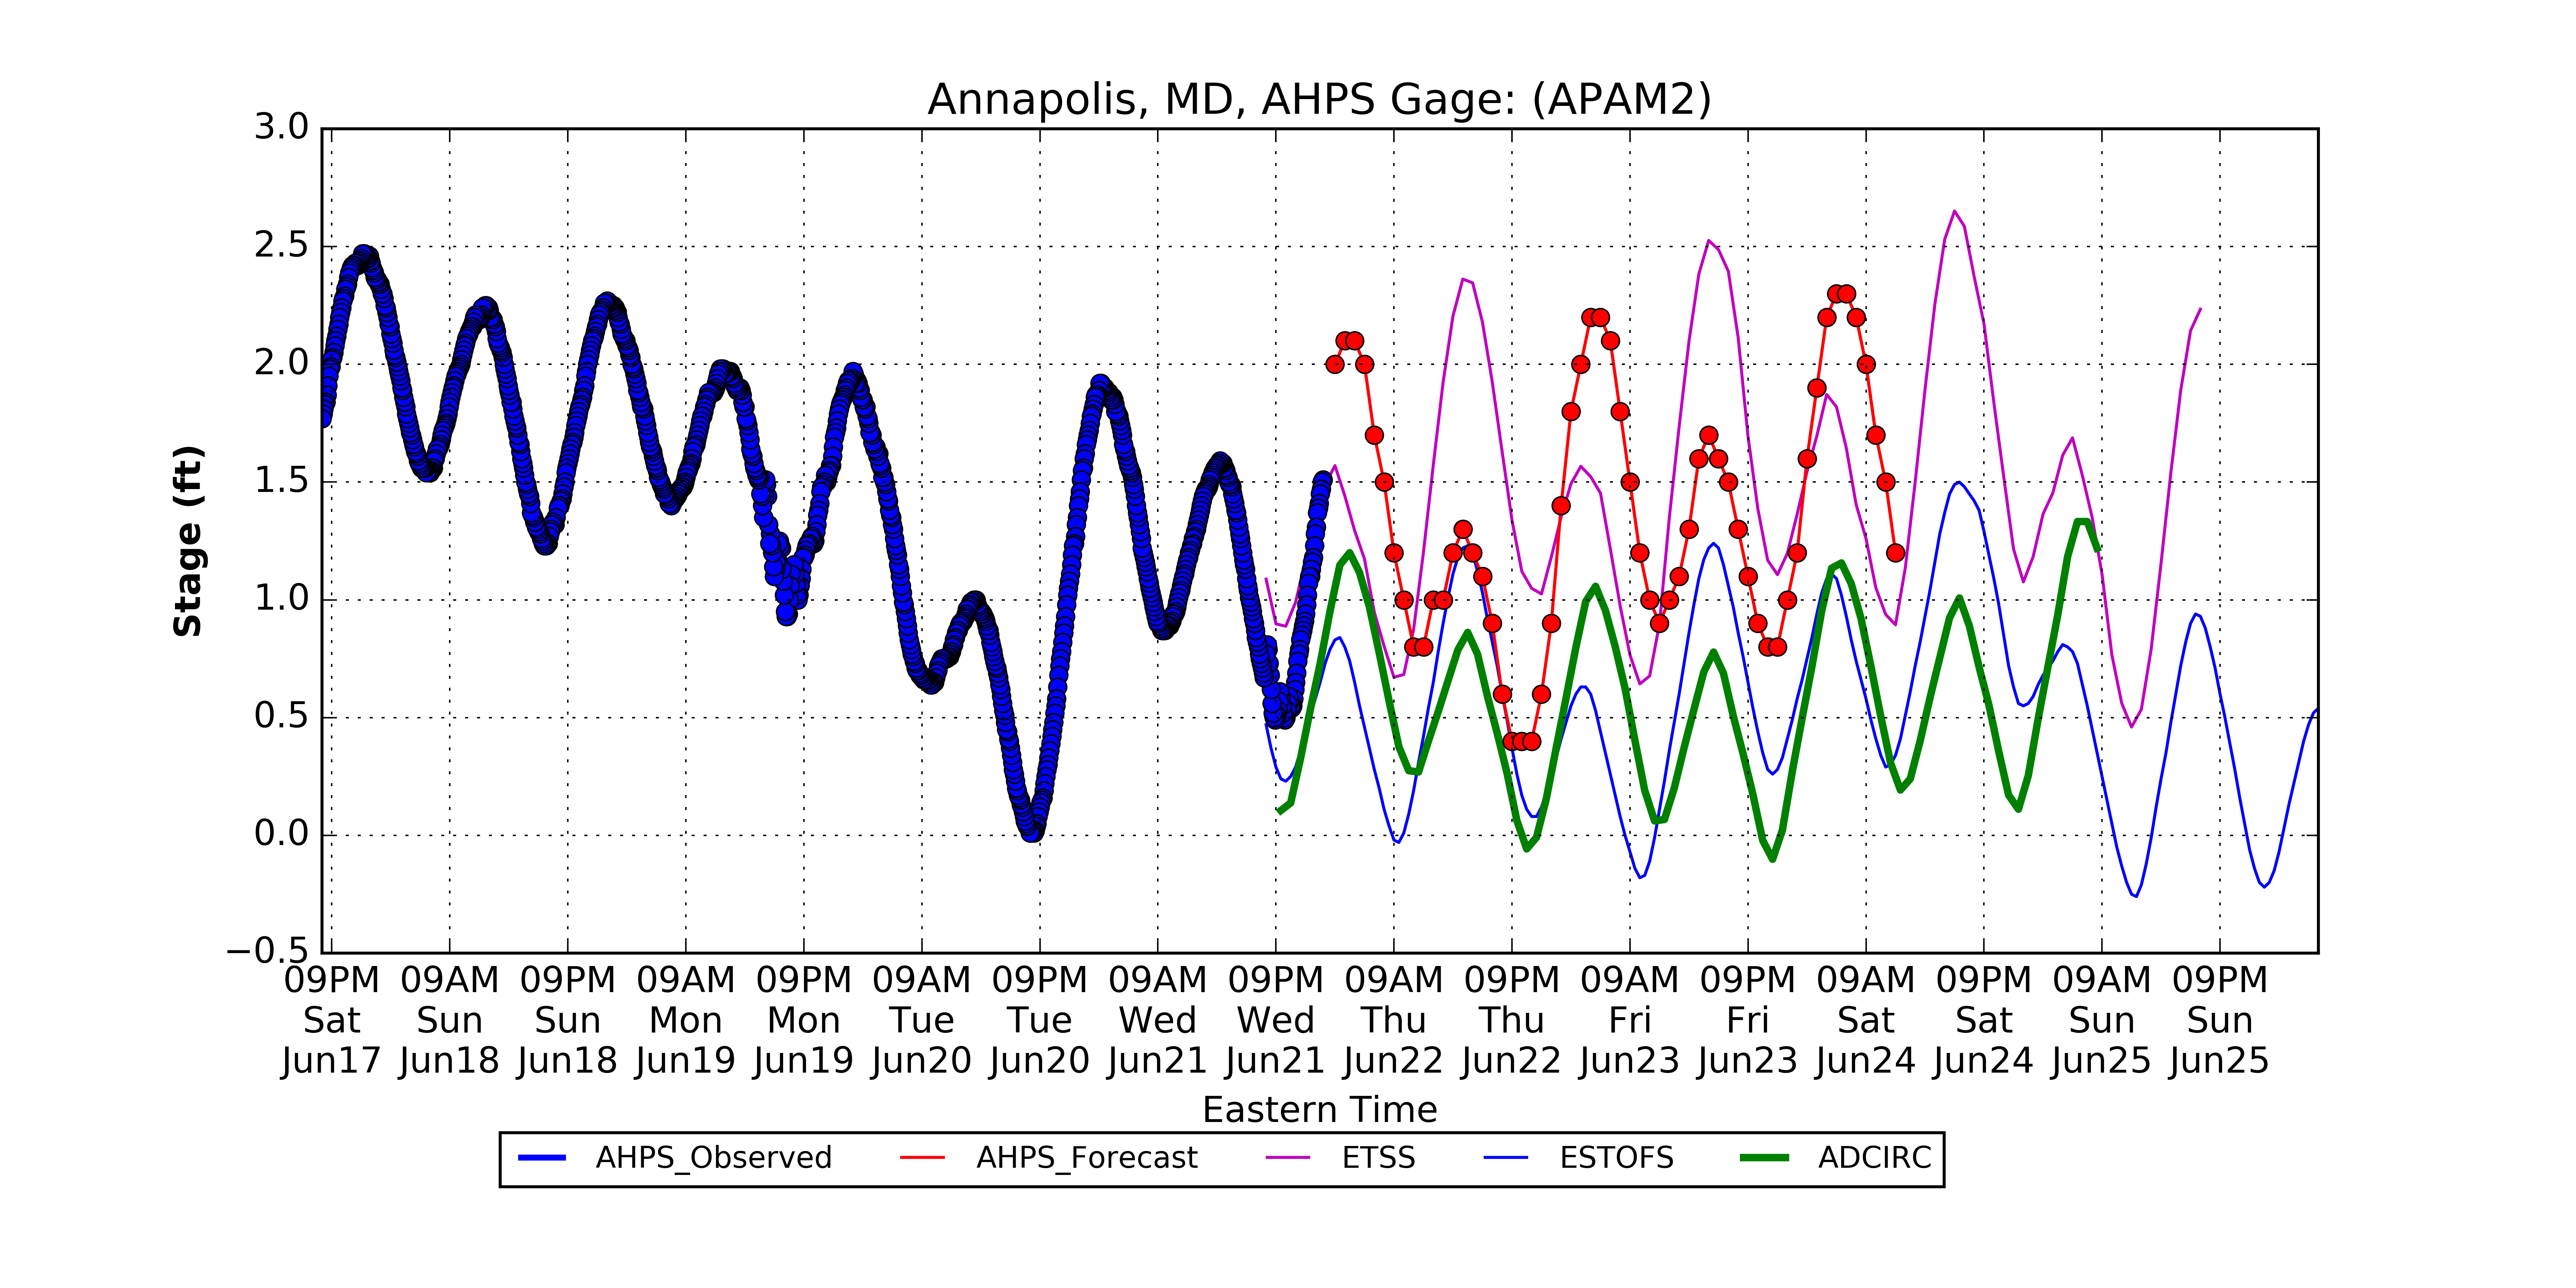 Annapolis, MD, AHPS Gage: (APAM2)
3.0
2.5
2.0
1.5
1.0
0.5
0.0
−0.5
Stage (ft)
09PM 09AM 09PM 09AM 09PM 09AM 09PM 09AM 09PM 09AM 09PM 09AM 09PM 09AM 09PM 09AM 09PM
Sat Sun Sun Mon Mon Tue Tue Wed Wed Thu Thu Fri Fri Sat Sat Sun Sun
Jun17 Jun18 Jun18 Jun19 Jun19 Jun20 Jun20 Jun21 Jun21 Jun22 Jun22 Jun23 Jun23 Jun24 Jun24 Jun25 Jun25
Eastern Time
AHPS_Observed AHPS_Forecast ETSS ESTOFS ADCIRC